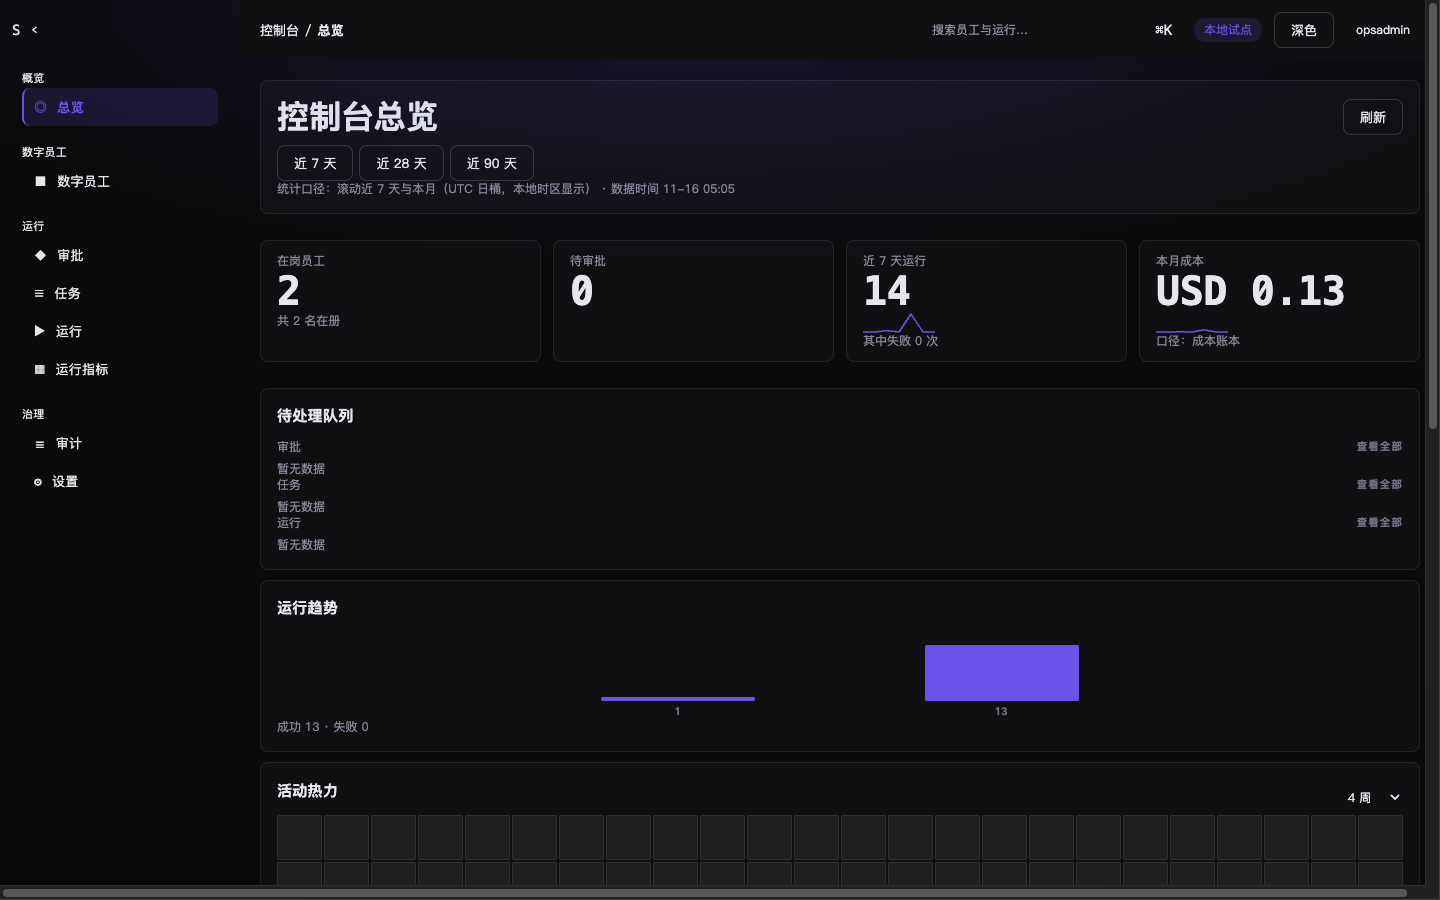 S <
控制台 / 总览
搜索员工与运行...
⌘K
本地试点
深色
opsadmin
概览
总览
数字员工
数字员工
运行
审批
任务
运行
运行指标
治理
审计
设置
控制台总览
刷新
近 7 天
近 28 天
近 90 天
统计口径：滚动近 7 天与本月（UTC 日桶，本地时区显示） · 数据时间 11-16 05:05
在岗员工
2
共 2 名在册
待审批
0
近 7 天运行
14
其中失败 0 次
本月成本
USD 0.13
口径：成本账本
待处理队列
审批
查看全部
暂无数据
任务
查看全部
暂无数据
运行
查看全部
暂无数据
运行趋势
1
13
成功 13 · 失败 0
活动热力
4 周